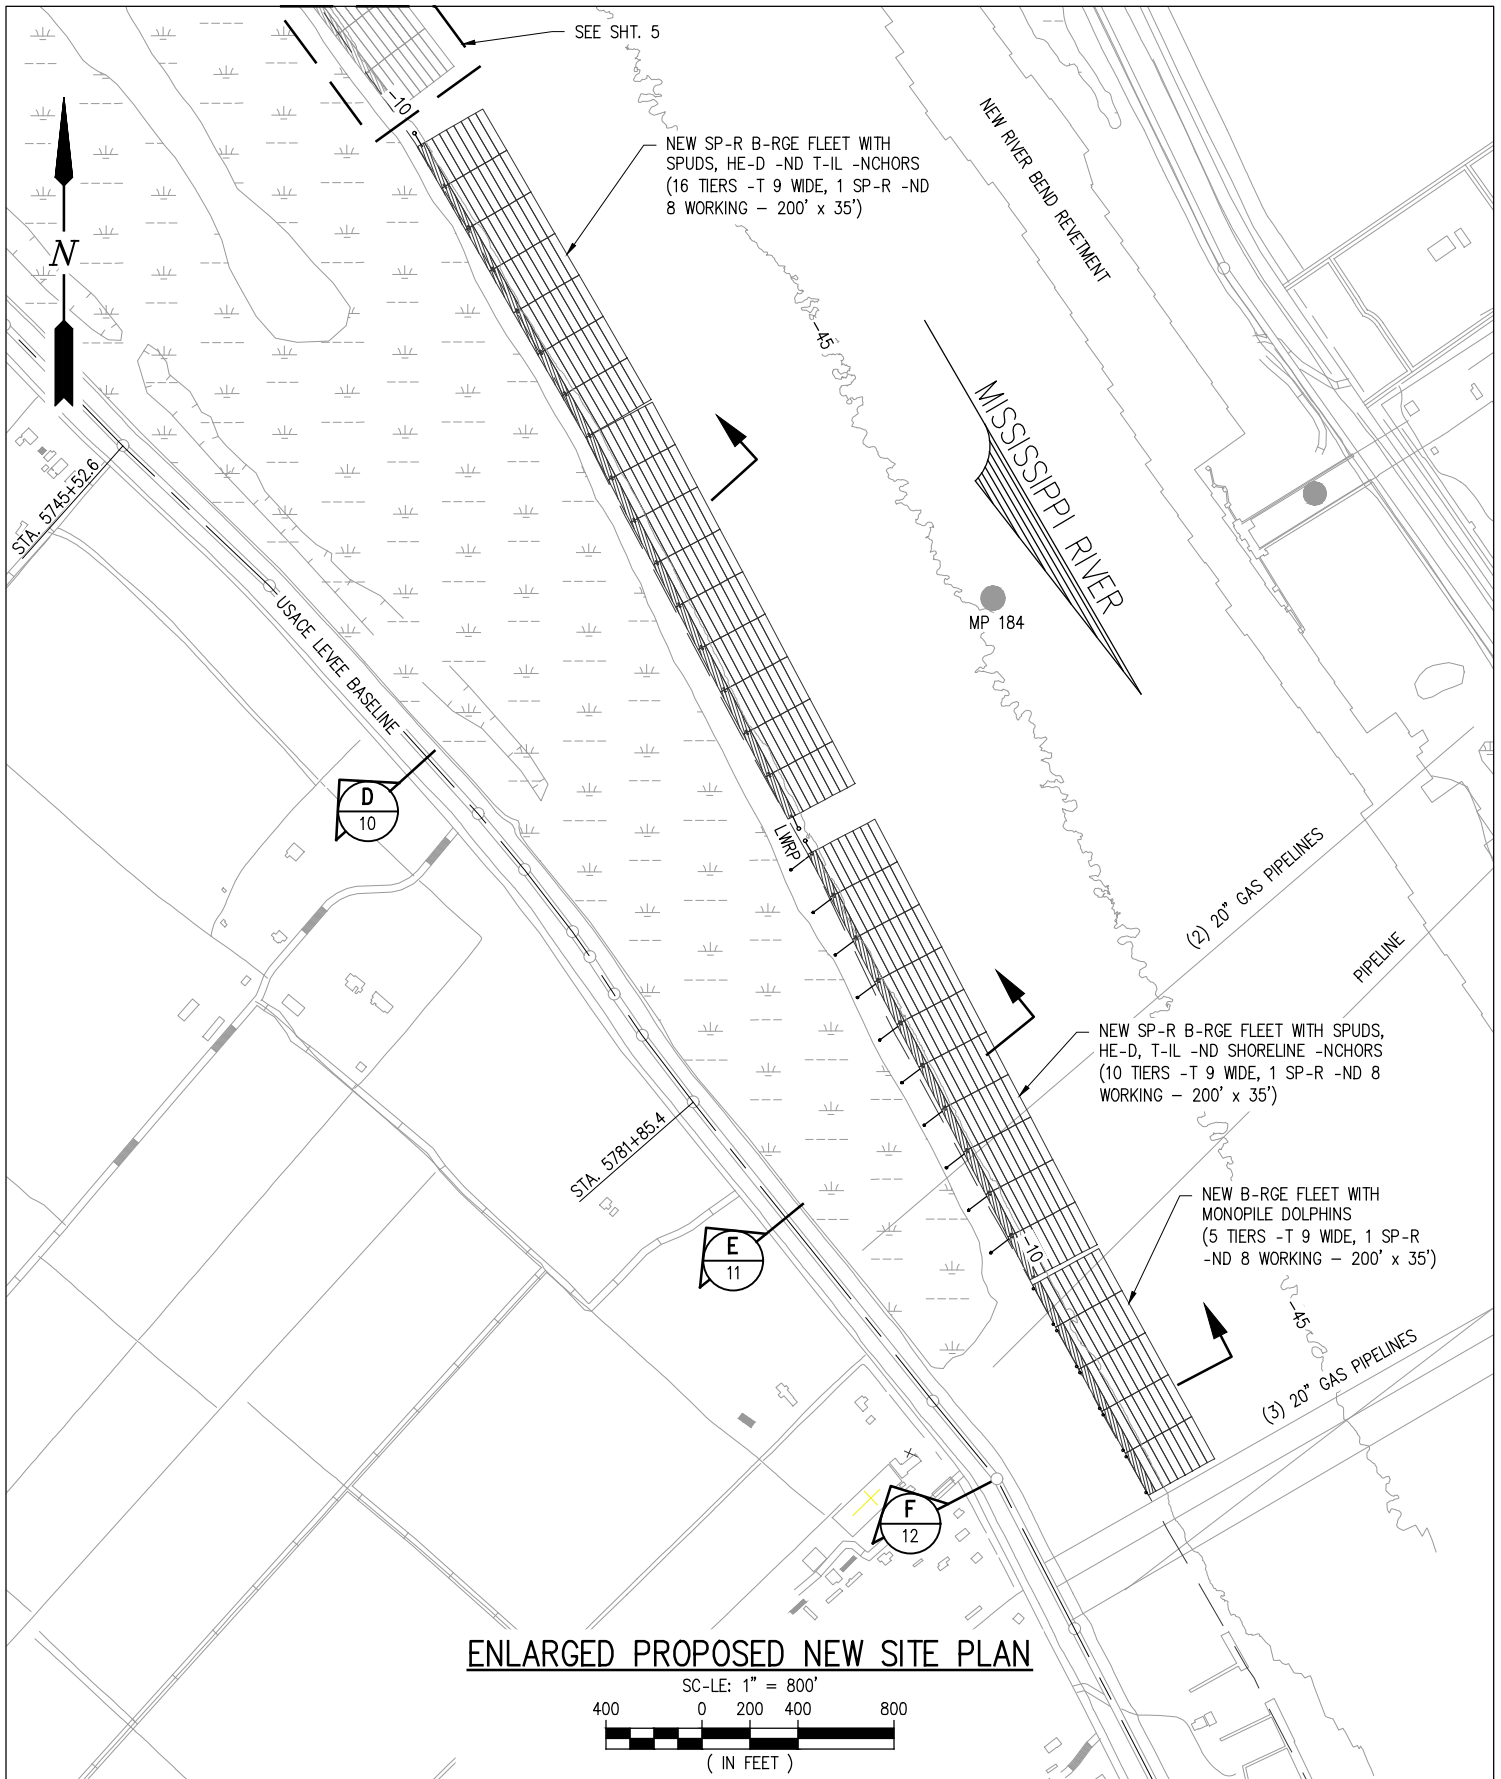 SEE SHT. 5
-10
NEW SP-R B-RGE FLEET WITH
SPUDS, HE-D -ND T-IL -NCHORS
(16 TIERS -T 9 WIDE, 1 SP-R -ND
8 WORKING – 200' x 35')
NEW RIVER BEND REVETMENT
N
-45
MISSISSIPPI RIVER
STA. 5745+52.6
USACE LEVEE BASELINE
MP 184
D
10
LWRP
(2) 20" GAS PIPELINES
PIPELINE
NEW SP-R B-RGE FLEET WITH SPUDS,
HE-D, T-IL -ND SHORELINE -NCHORS
(10 TIERS -T 9 WIDE, 1 SP-R -ND 8
WORKING – 200' x 35')
STA. 5781+85.4
NEW B-RGE FLEET WITH
MONOPILE DOLPHINS
(5 TIERS -T 9 WIDE, 1 SP-R
-ND 8 WORKING – 200' x 35')
E
11
-10
-45
(3) 20" GAS PIPELINES
F
12
ENLARGED PROPOSED NEW SITE PLAN
SC-LE: 1" = 800'
400 0 200 400 800
( IN FEET )